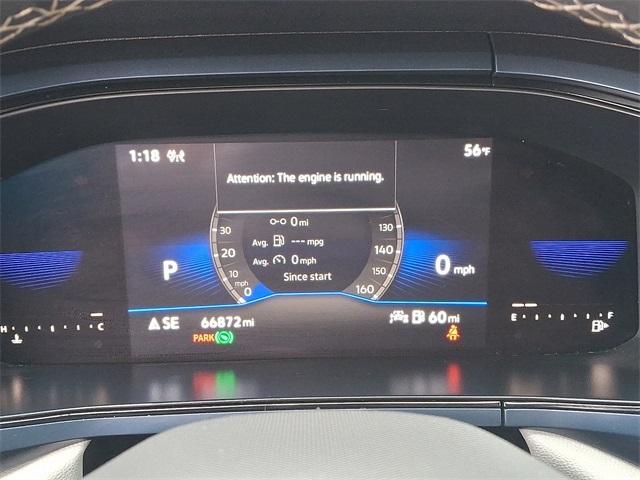 1:18
56°F
Attention: The engine is running.
0 mi
Avg. --- mpg
Avg. 0 mph
Since start
30
20
10
mph
0
130
140
150
160
P
0 mph
H C
E F
SE
66872 mi
60 mi
PARK